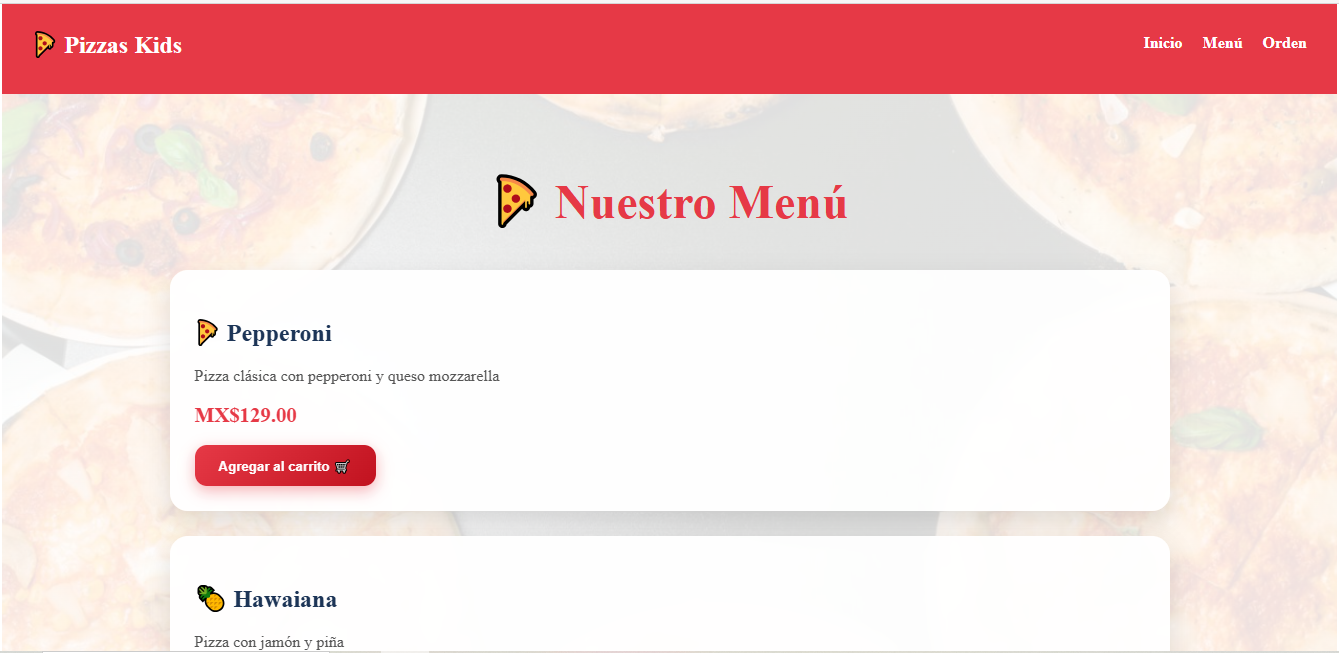 Pizzas Kids
Inicio Menú Orden
Nuestro Menú
Pepperoni
Pizza clásica con pepperoni y queso mozzarella
MX$129.00
Agregar al carrito
Hawaiana
Pizza con jamón y piña